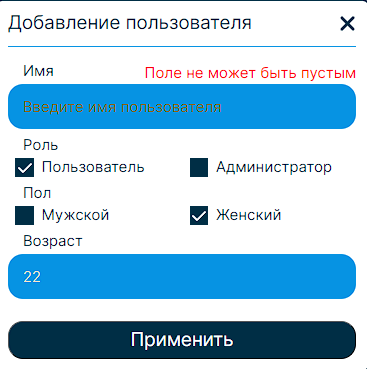 Добавление пользователя
Имя Поле не может быть пустым
Введите имя пользователя
Роль
Пользователь Администратор
Пол
Мужской Женский
Возраст
22
Применить